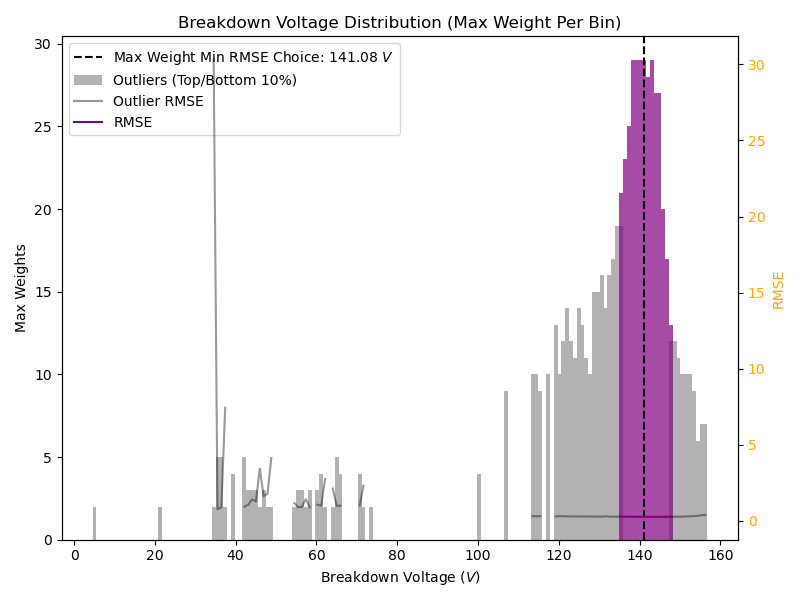 Breakdown Voltage Distribution (Max Weight Per Bin)
Max Weight Min RMSE Choice: 141.08 V
Outliers (Top/Bottom 10%)
Outlier RMSE
RMSE
30
25
20
15
10
5
0
Max Weights
30
25
20
15
10
5
0
RMSE
0 20 40 60 80 100 120 140 160
Breakdown Voltage (V)